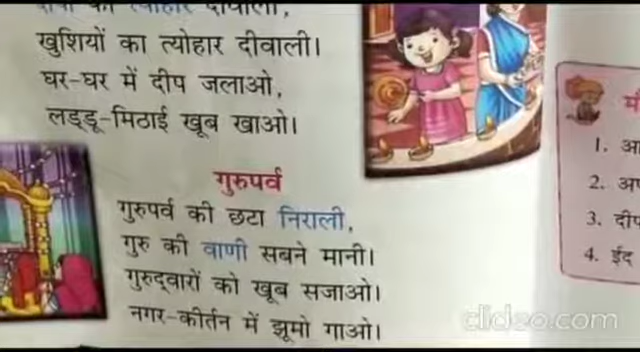 दीपों का त्योहार दीवाली,
खुशियों का त्योहार दीवाली।
घर-घर में दीप जलाओ,
लड्डू-मिठाई खूब खाओ।
गुरुपर्व
गुरुपर्व की छटा निराली,
गुरु की वाणी सबने मानी।
गुरुद्वारों को खूब सजाओ।
नगर-कीर्तन में झूमो गाओ।
1.
2.
3.
4. ईद
clideo.com